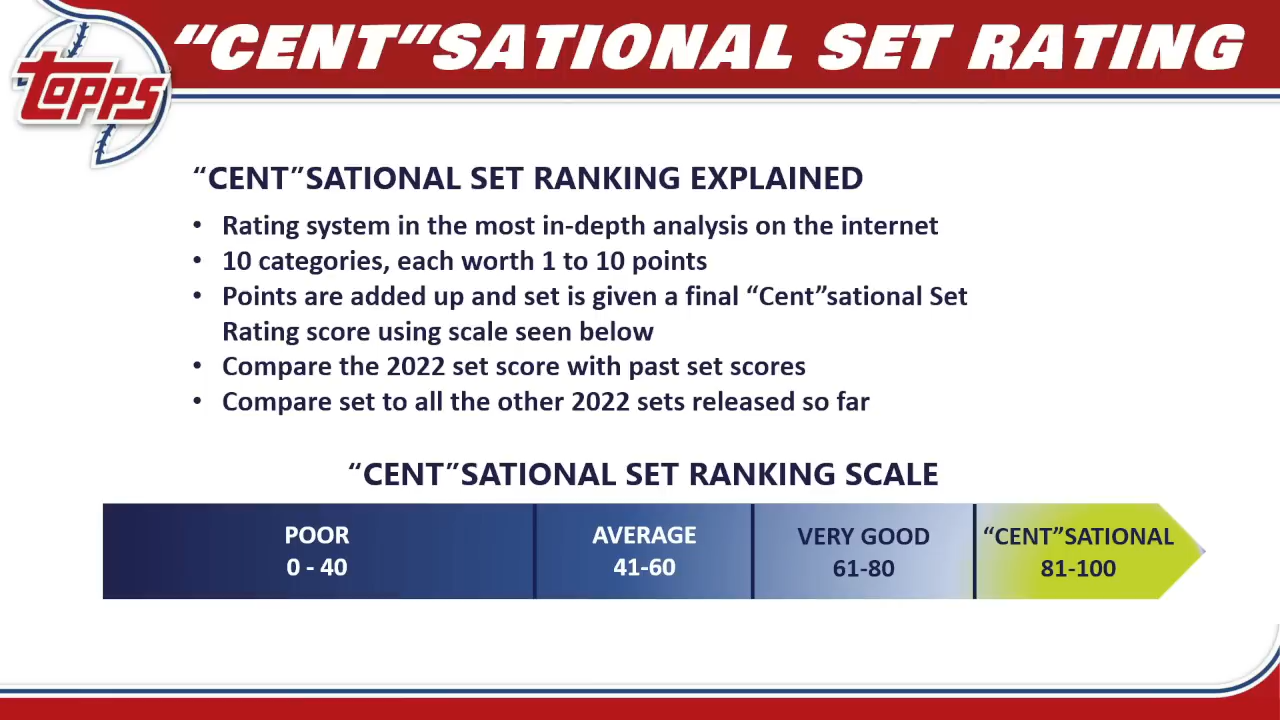 “CENT”SATIONAL SET RATING
TOPPS
“CENT”SATIONAL SET RANKING EXPLAINED
• Rating system in the most in-depth analysis on the internet
• 10 categories, each worth 1 to 10 points
• Points are added up and set is given a final “Cent”sational Set
Rating score using scale seen below
• Compare the 2022 set score with past set scores
• Compare set to all the other 2022 sets released so far
“CENT”SATIONAL SET RANKING SCALE
POOR
0 - 40
AVERAGE
41-60
VERY GOOD
61-80
“CENT”SATIONAL
81-100